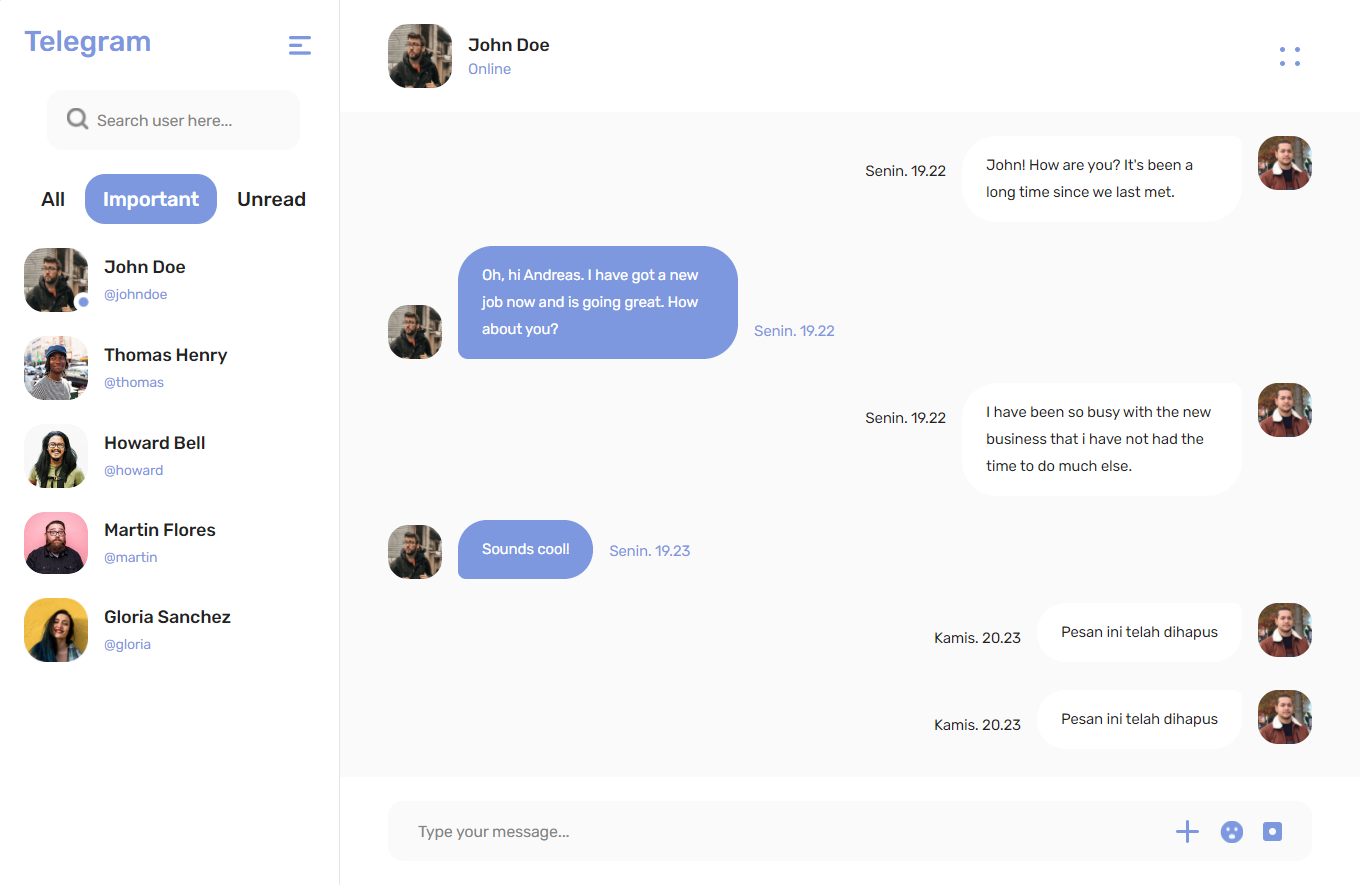 Telegram
Search user here...
All
Important
Unread
John Doe
@johndoe
Thomas Henry
@thomas
Howard Bell
@howard
Martin Flores
@martin
Gloria Sanchez
@gloria
John Doe
Online
Senin. 19.22
John! How are you? It's been a
long time since we last met.
Oh, hi Andreas. I have got a new
job now and is going great. How
about you?
Senin. 19.22
Senin. 19.22
I have been so busy with the new
business that i have not had the
time to do much else.
Sounds cool!
Senin. 19.23
Kamis. 20.23
Pesan ini telah dihapus
Kamis. 20.23
Pesan ini telah dihapus
Type your message...